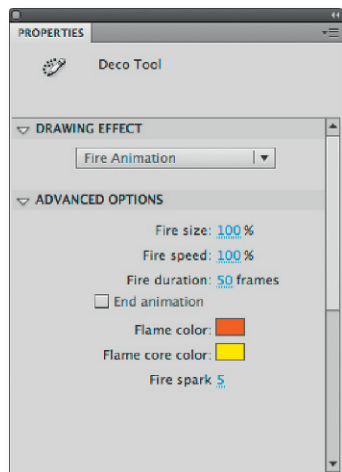 PROPERTIES
Deco Tool
DRAWING EFFECT
Fire Animation
ADVANCED OPTIONS
Fire size: 100 %
Fire speed: 100 %
Fire duration: 50 frames
End animation
Flame color:
Flame core color:
Fire spark 5